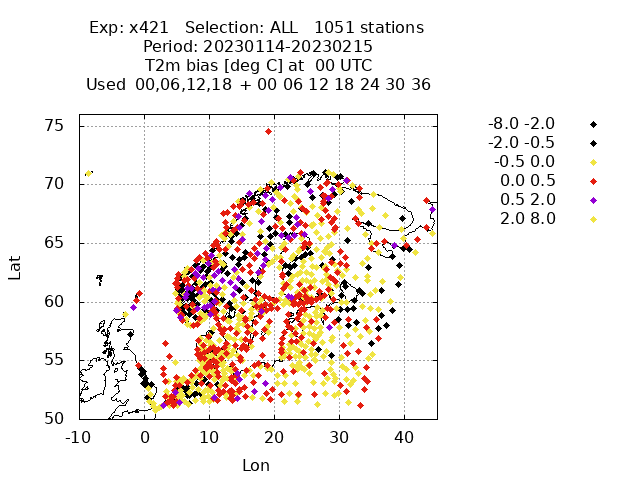 Exp: x421 Selection: ALL 1051 stations
Period: 20230114-20230215
T2m bias [deg C] at 00 UTC
Used 00,06,12,18 + 00 06 12 18 24 30 36
75
70
65
60
55
50
-10 0 10 20 30 40
Lat
Lon
-8.0 -2.0
-2.0 -0.5
-0.5 0.0
0.0 0.5
0.5 2.0
2.0 8.0